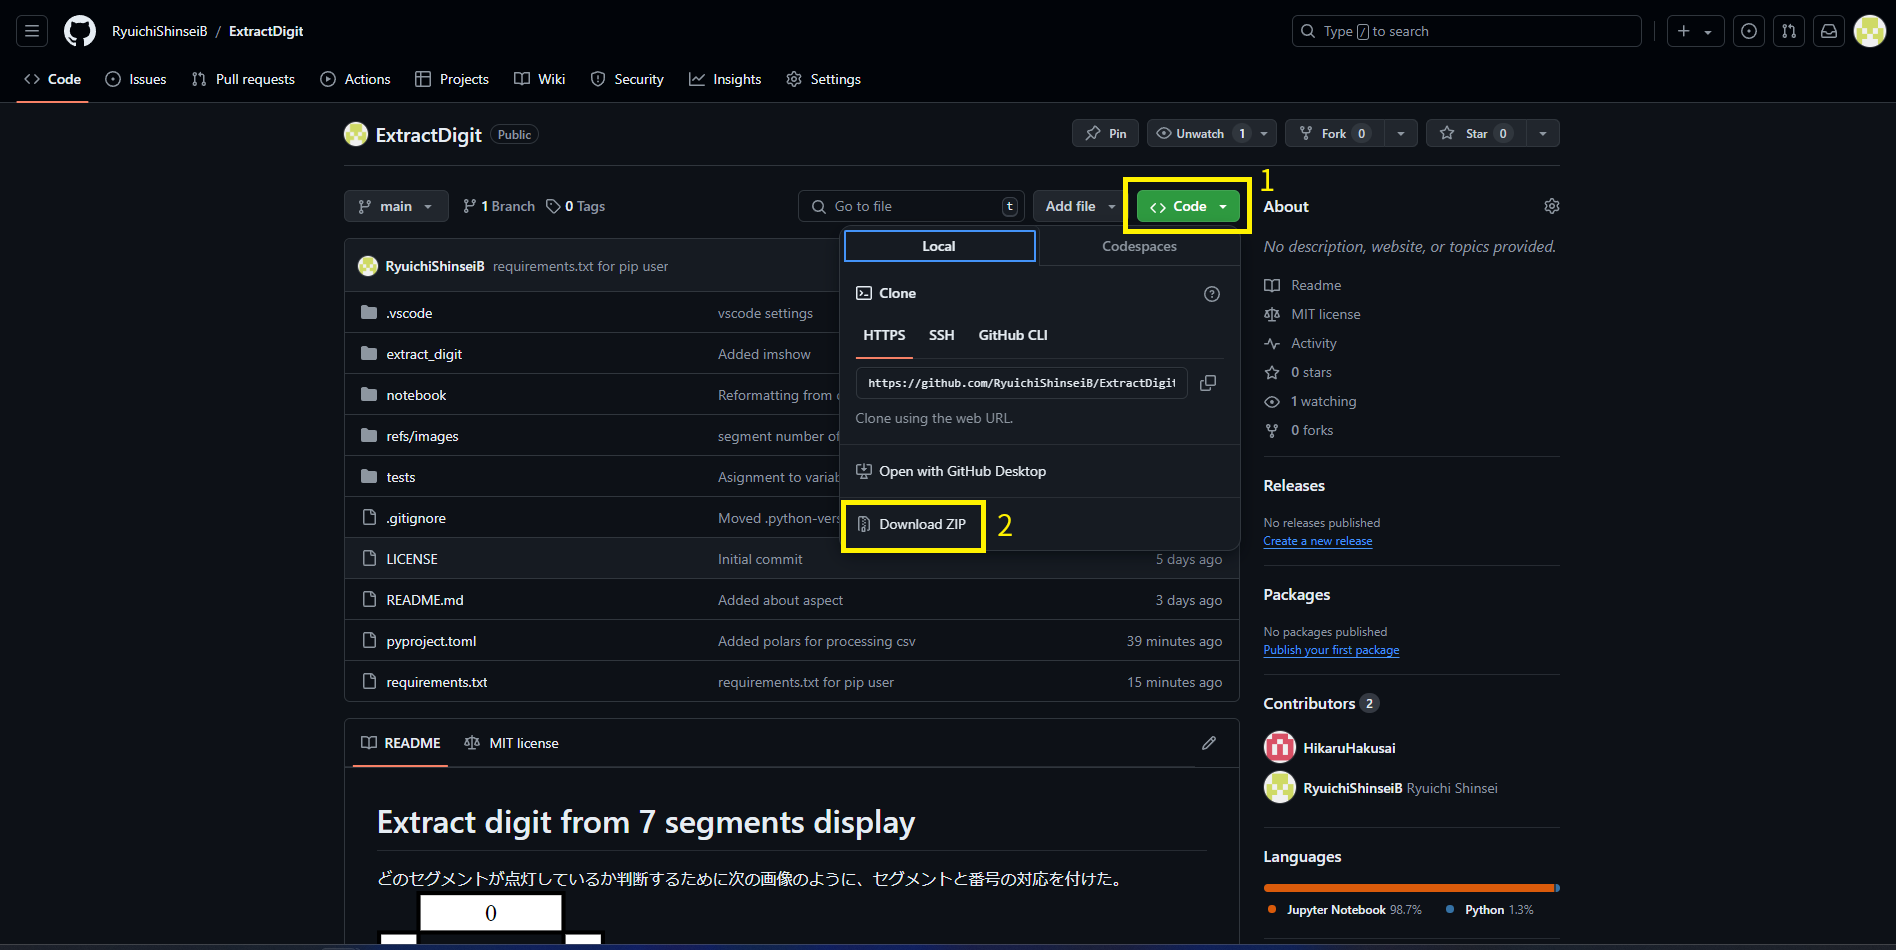 RyuichiShinseiB / ExtractDigit
Type / to search
Code Issues Pull requests Actions Projects Wiki Security Insights Settings
ExtractDigit Public
Pin Unwatch 1 Fork 0 Star 0
main 1 Branch 0 Tags
Go to file t Add file Code 1
Local Codespaces
Clone
HTTPS SSH GitHub CLI
https://github.com/RyuichiShinseiB/ExtractDigit
Clone using the web URL.
Open with GitHub Desktop
Download ZIP 2
RyuichiShinseiB requirements.txt for pip user
.vscode vscode settings
extract_digit Added imshow
notebook Reformatting from
refs/images segment number of
tests Asignment to variab
.gitignore Moved .python-vers
LICENSE Initial commit 5 days ago
README.md Added about aspect 3 days ago
pyproject.toml Added polars for processing csv 39 minutes ago
requirements.txt requirements.txt for pip user 15 minutes ago
README MIT license
Extract digit from 7 segments display
どのセグメントが点灯しているか判断するために次の画像のように、セグメントと番号の対応を付けた。
0
About
No description, website, or topics provided.
Readme
MIT license
Activity
0 stars
1 watching
0 forks
Releases
No releases published
Create a new release
Packages
No packages published
Publish your first package
Contributors 2
HikaruHakusai
RyuichiShinseiB Ryuichi Shinsei
Languages
Jupyter Notebook 98.7% Python 1.3%